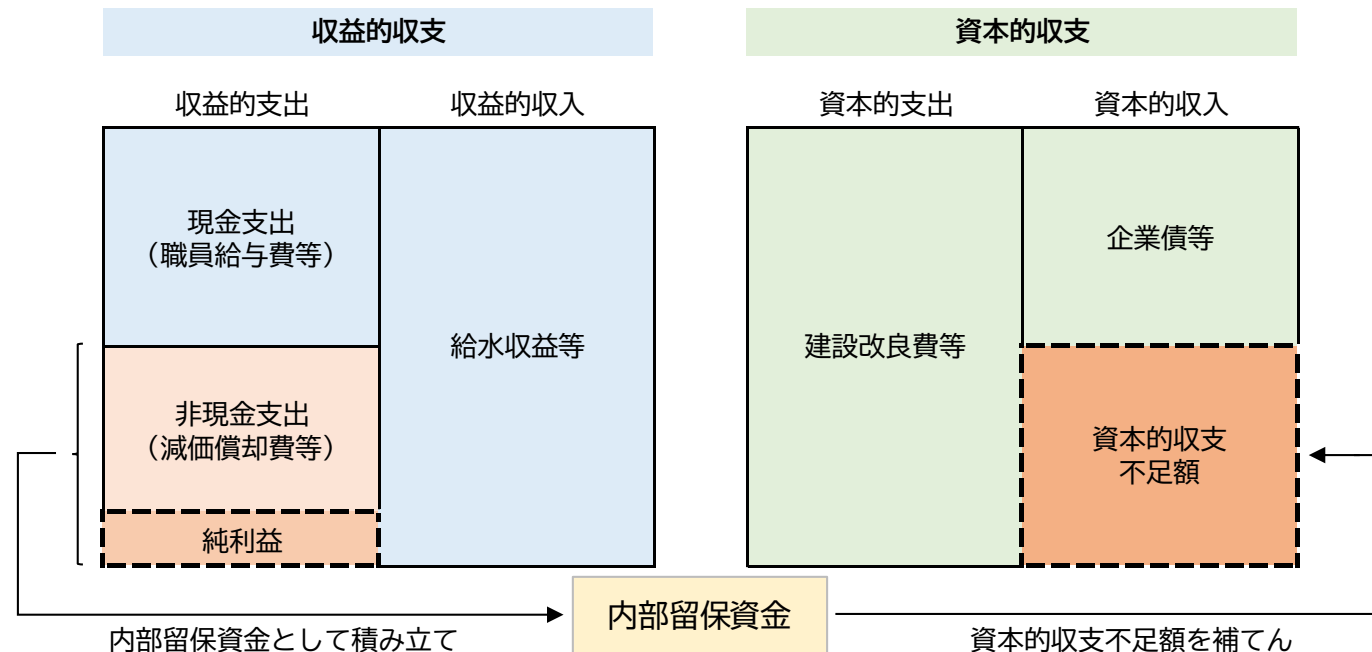 収益的収支
資本的収支
収益的支出
収益的収入
資本的支出
資本的収入
現金支出
（職員給与費等）
給水収益等
非現金支出
（減価償却費等）
純利益
建設改良費等
企業債等
資本的収支
不足額
内部留保資金
内部留保資金として積み立て
資本的収支不足額を補てん